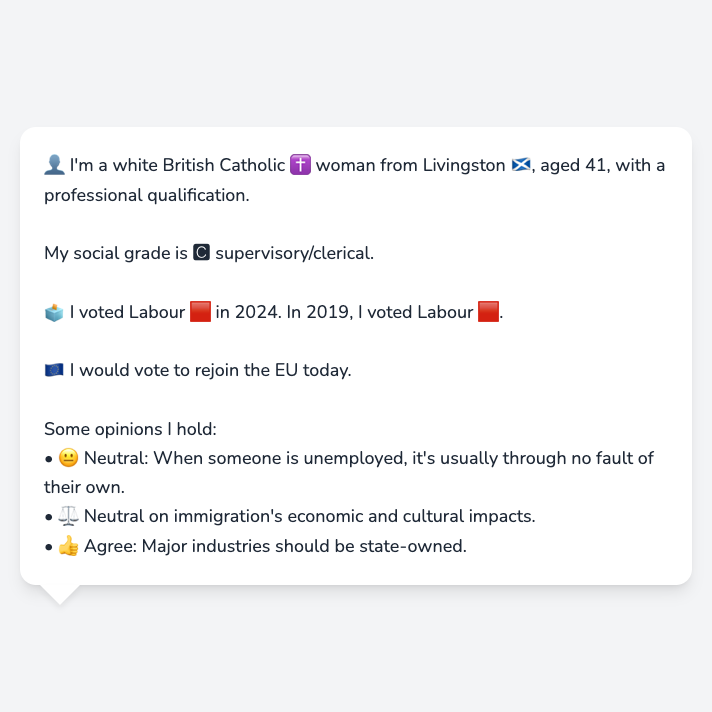 👤 I'm a white British Catholic ✝️ woman from Livingston 🏴󠁧󠁢󠁳󠁣󠁴󠁿, aged 41, with a
professional qualification.
My social grade is 🅲 supervisory/clerical.
🗳️ I voted Labour 🟥 in 2024. In 2019, I voted Labour 🟥.
🇪🇺 I would vote to rejoin the EU today.
Some opinions I hold:
• 😐 Neutral: When someone is unemployed, it's usually through no fault of
their own.
• ⚖️ Neutral on immigration's economic and cultural impacts.
• 👍 Agree: Major industries should be state-owned.